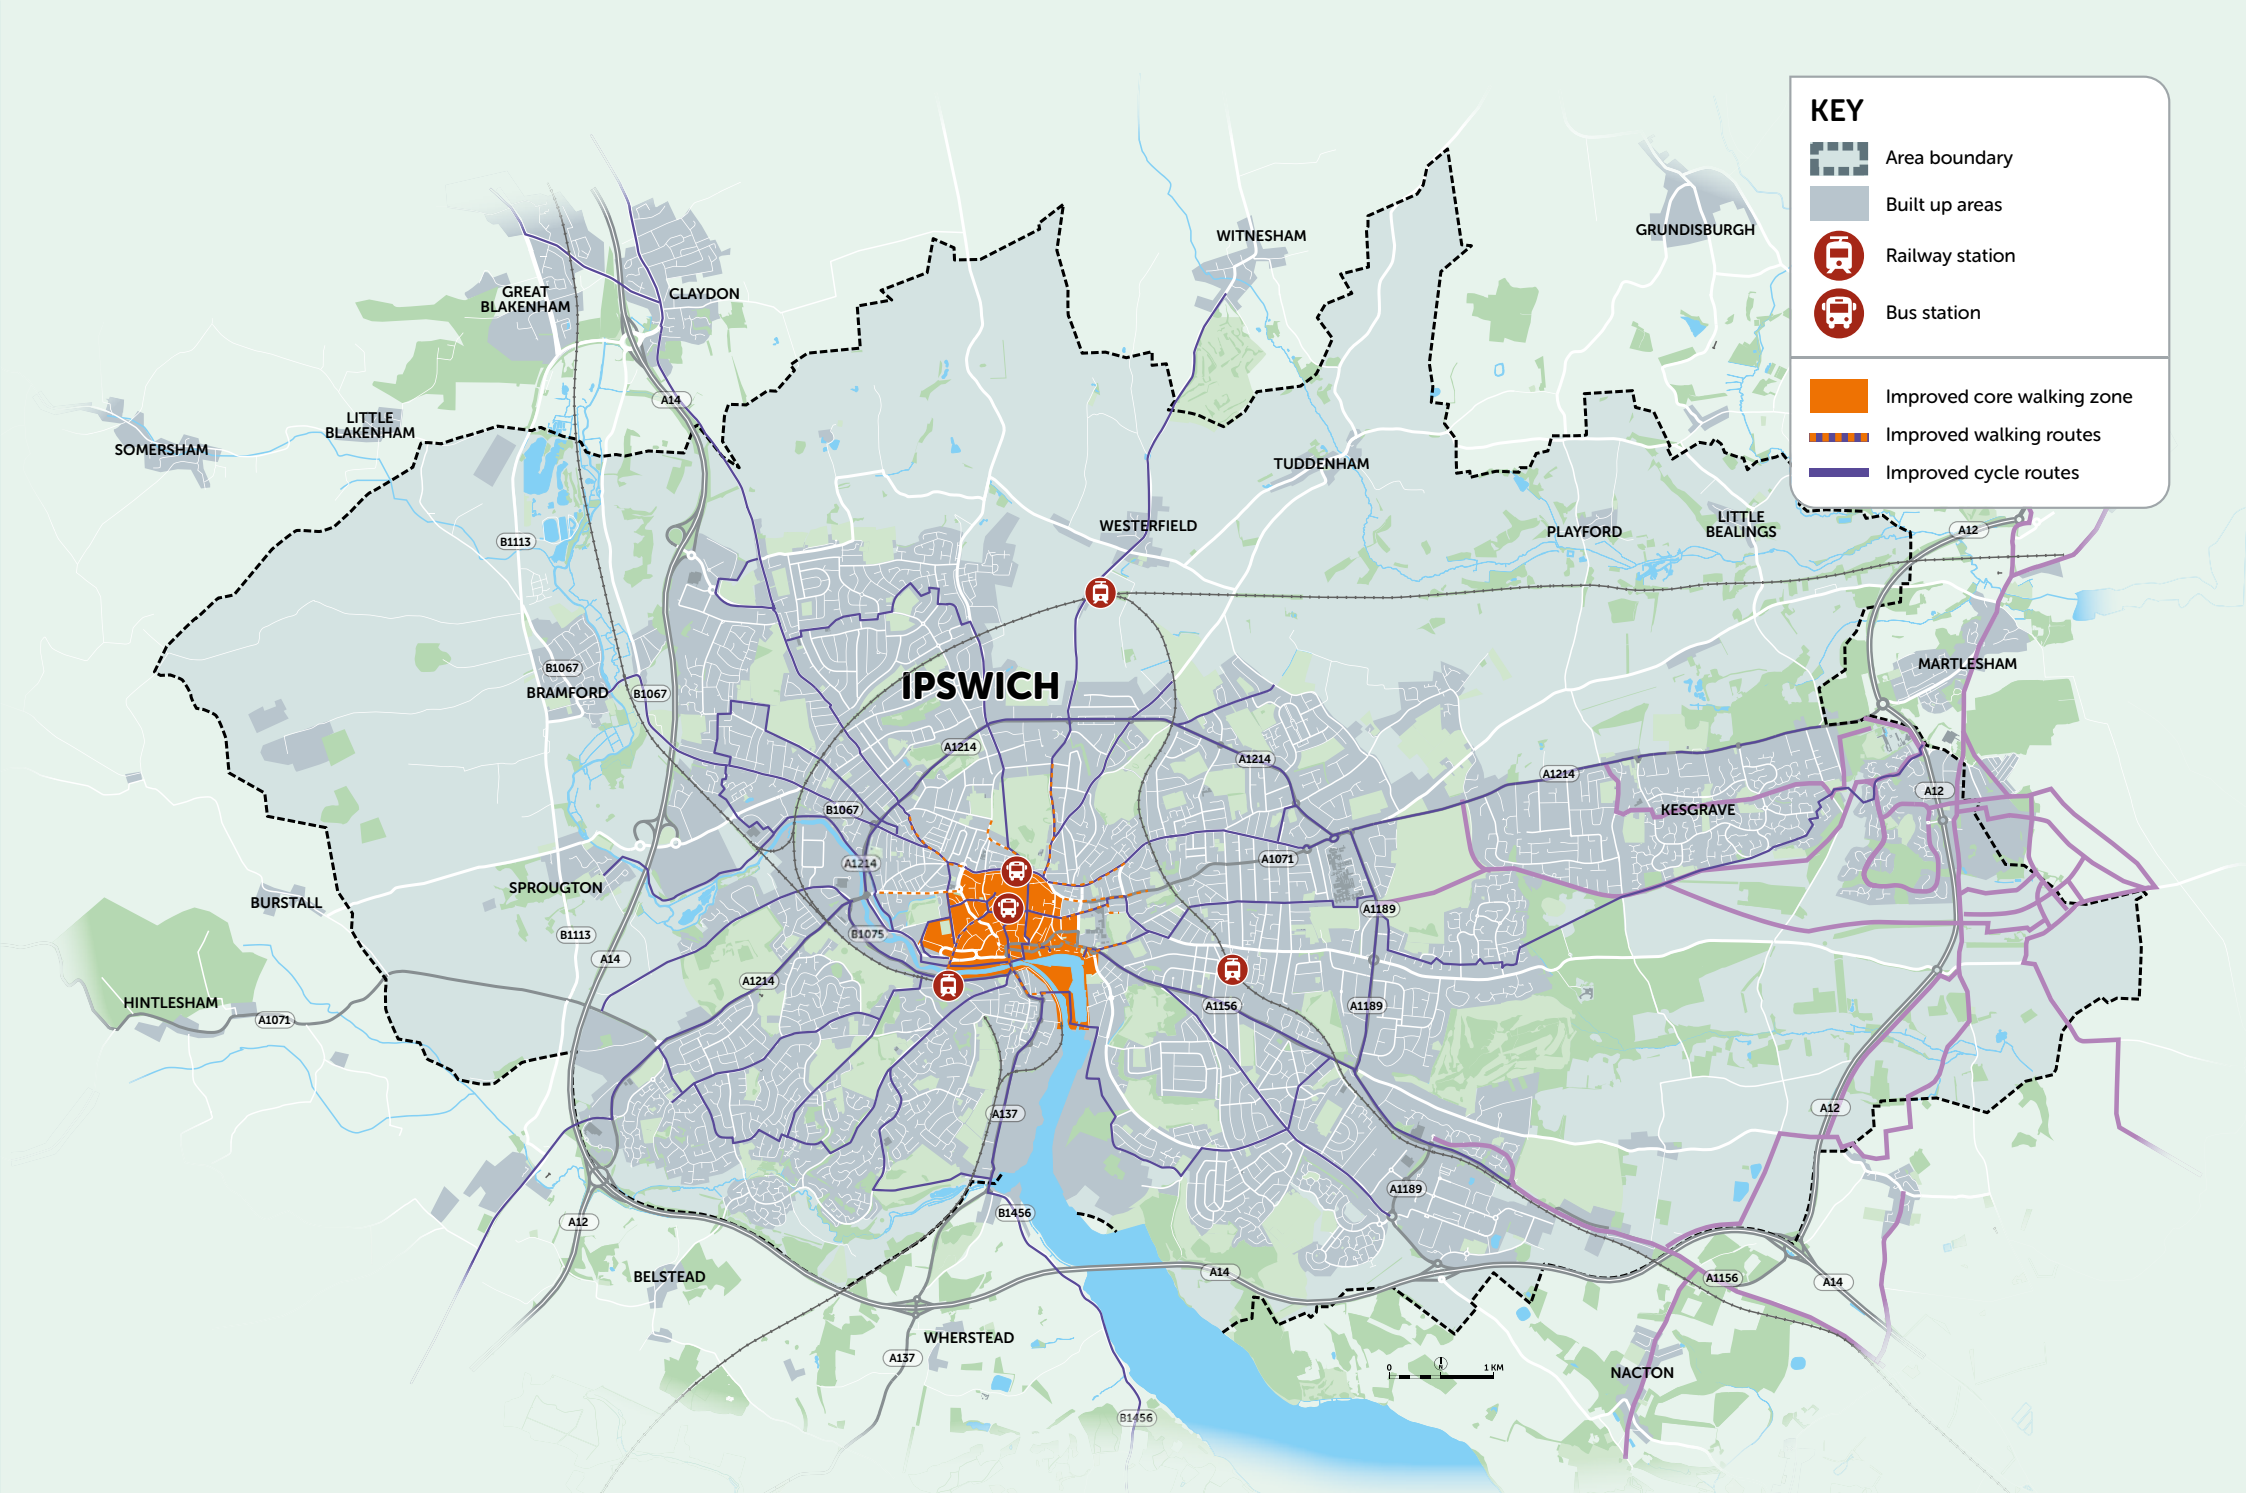 KEY
Area boundary
Built up areas
Railway station
Bus station
Improved core walking zone
Improved walking routes
Improved cycle routes
WITNESHAM
GRUNDISBURGH
GREAT
BLAKENHAM
CLAYDON
A14
LITTLE
BLAKENHAM
SOMERSHAM
TUDDENHAM
WESTERFIELD
PLAYFORD
LITTLE
BEALINGS
A12
B1113
B1067
BRAMFORD
B1067
IPSWICH
MARTLESHAM
A1214
A1214
A1214
A12
B1067
KESGRAVE
A1214
A1071
SPROUGTON
BURSTALL
A1189
B1113
B1075
A14
A1214
HINTLESHAM
A1071
A1156
A1189
A137
A12
A1189
B1456
A12
BELSTEAD
A14
A1156
A14
WHERSTEAD
A137
0
N
1 KM
NACTON
B1456